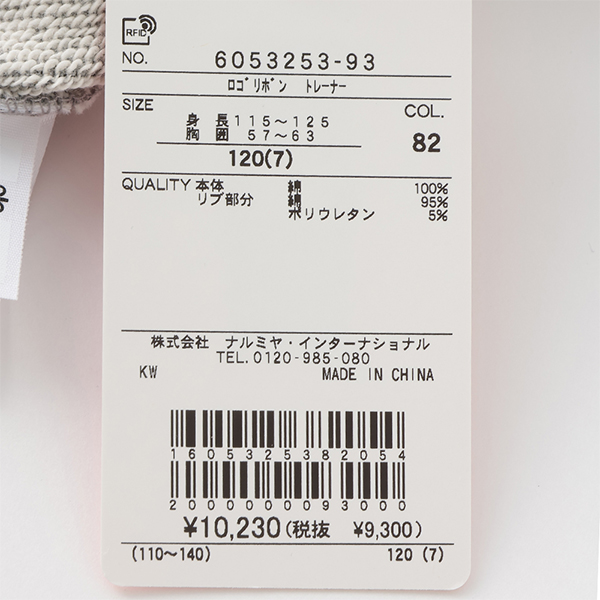 RFID
NO. 6053253-93
ロゴリボン トレーナー
SIZE COL.
身長 115～125
胸囲 57～63 82
120(7)
QUALITY 本体 綿 100%
リブ部分 綿 95%
ポリウレタン 5%
株式会社 ナルミヤ・インターナショナル
TEL.0120-985-080
KW MADE IN CHINA
1605325382054
2000000093000
¥10,230(税抜 ¥9,300)
(110～140) 120 (7)
%